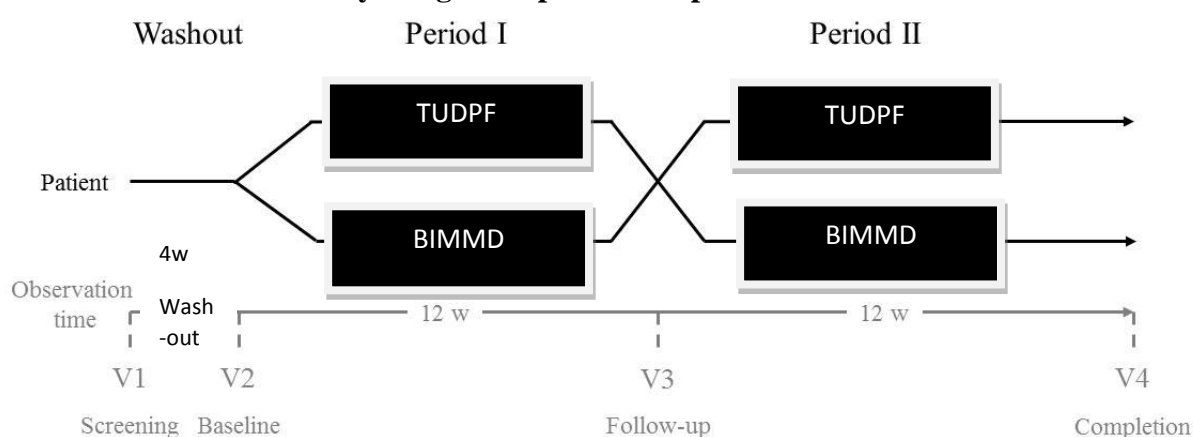 Washout Period I Period II
TUDPF TUDPF
Patient
BIMMD BIMMD
4w
Observation
time
Wash
-out
12 w 12 w
V1 V2 V3 V4
Screening Baseline Follow-up Completion